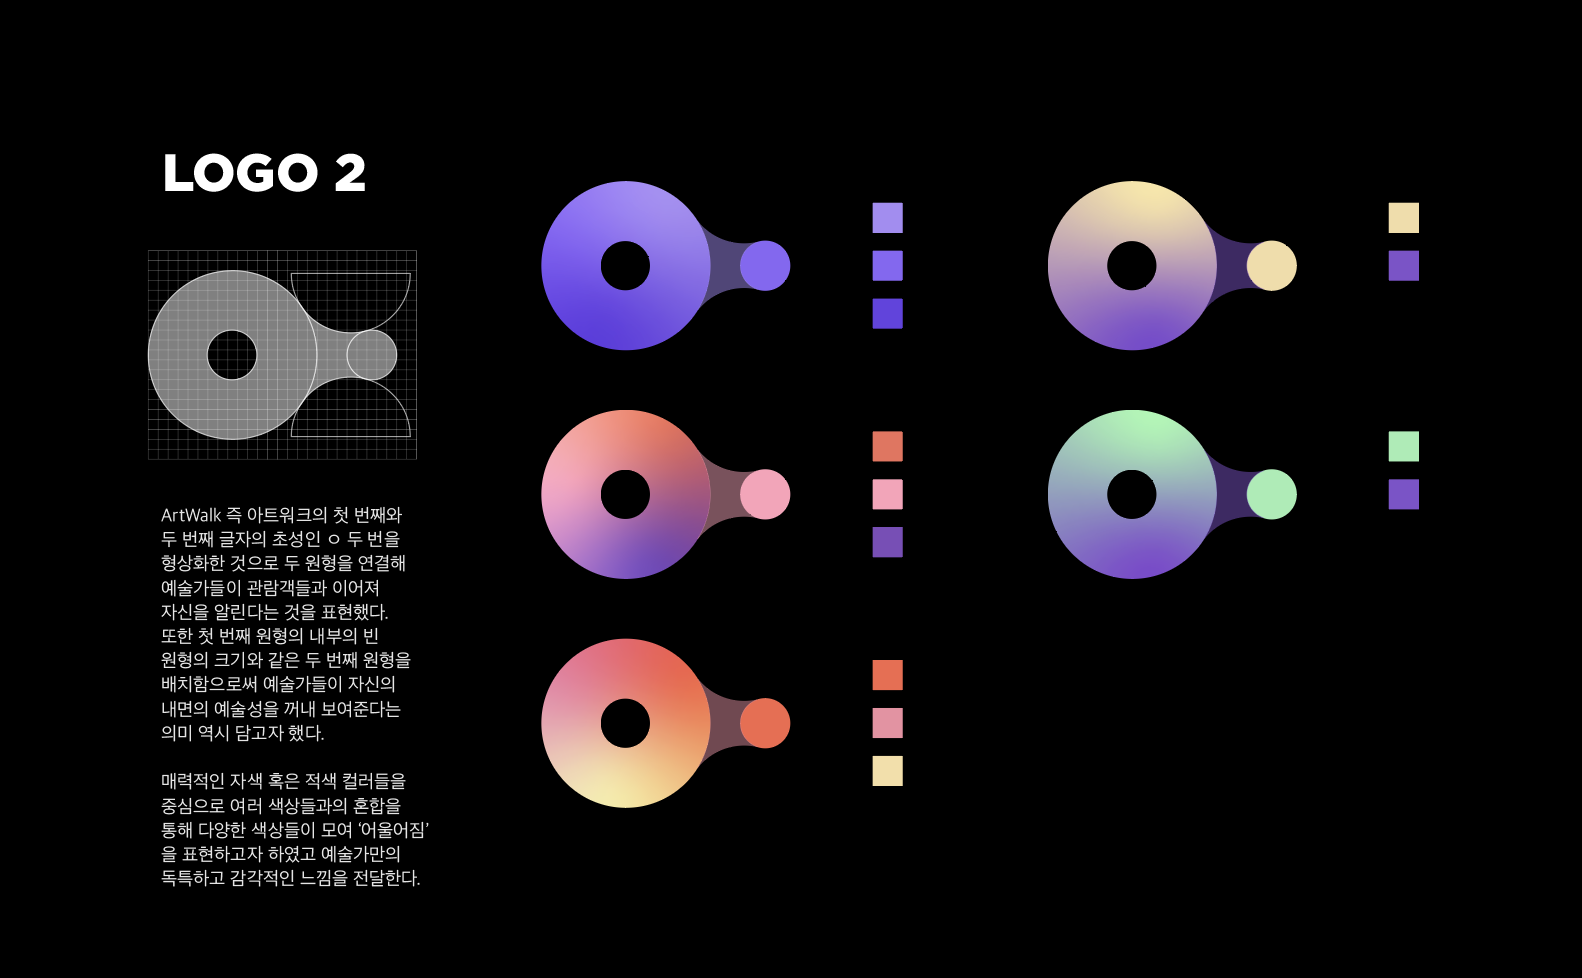 LOGO 2
ArtWalk 즉 아트워크의 첫 번째와
두 번째 글자의 초성인 ㅇ 두 번을
형상화한 것으로 두 원형을 연결해
예술가들이 관람객들과 이어져
자신을 알린다는 것을 표현했다.
또한 첫 번째 원형의 내부의 빈
원형의 크기와 같은 두 번째 원형을
배치함으로써 예술가들이 자신의
내면의 예술성을 꺼내 보여준다는
의미 역시 담고자 했다.
매력적인 자색 혹은 적색 컬러들을
중심으로 여러 색상들과의 혼합을
통해 다양한 색상들이 모여 ‘어울어짐’
을 표현하고자 하였고 예술가만의
독특하고 감각적인 느낌을 전달한다.